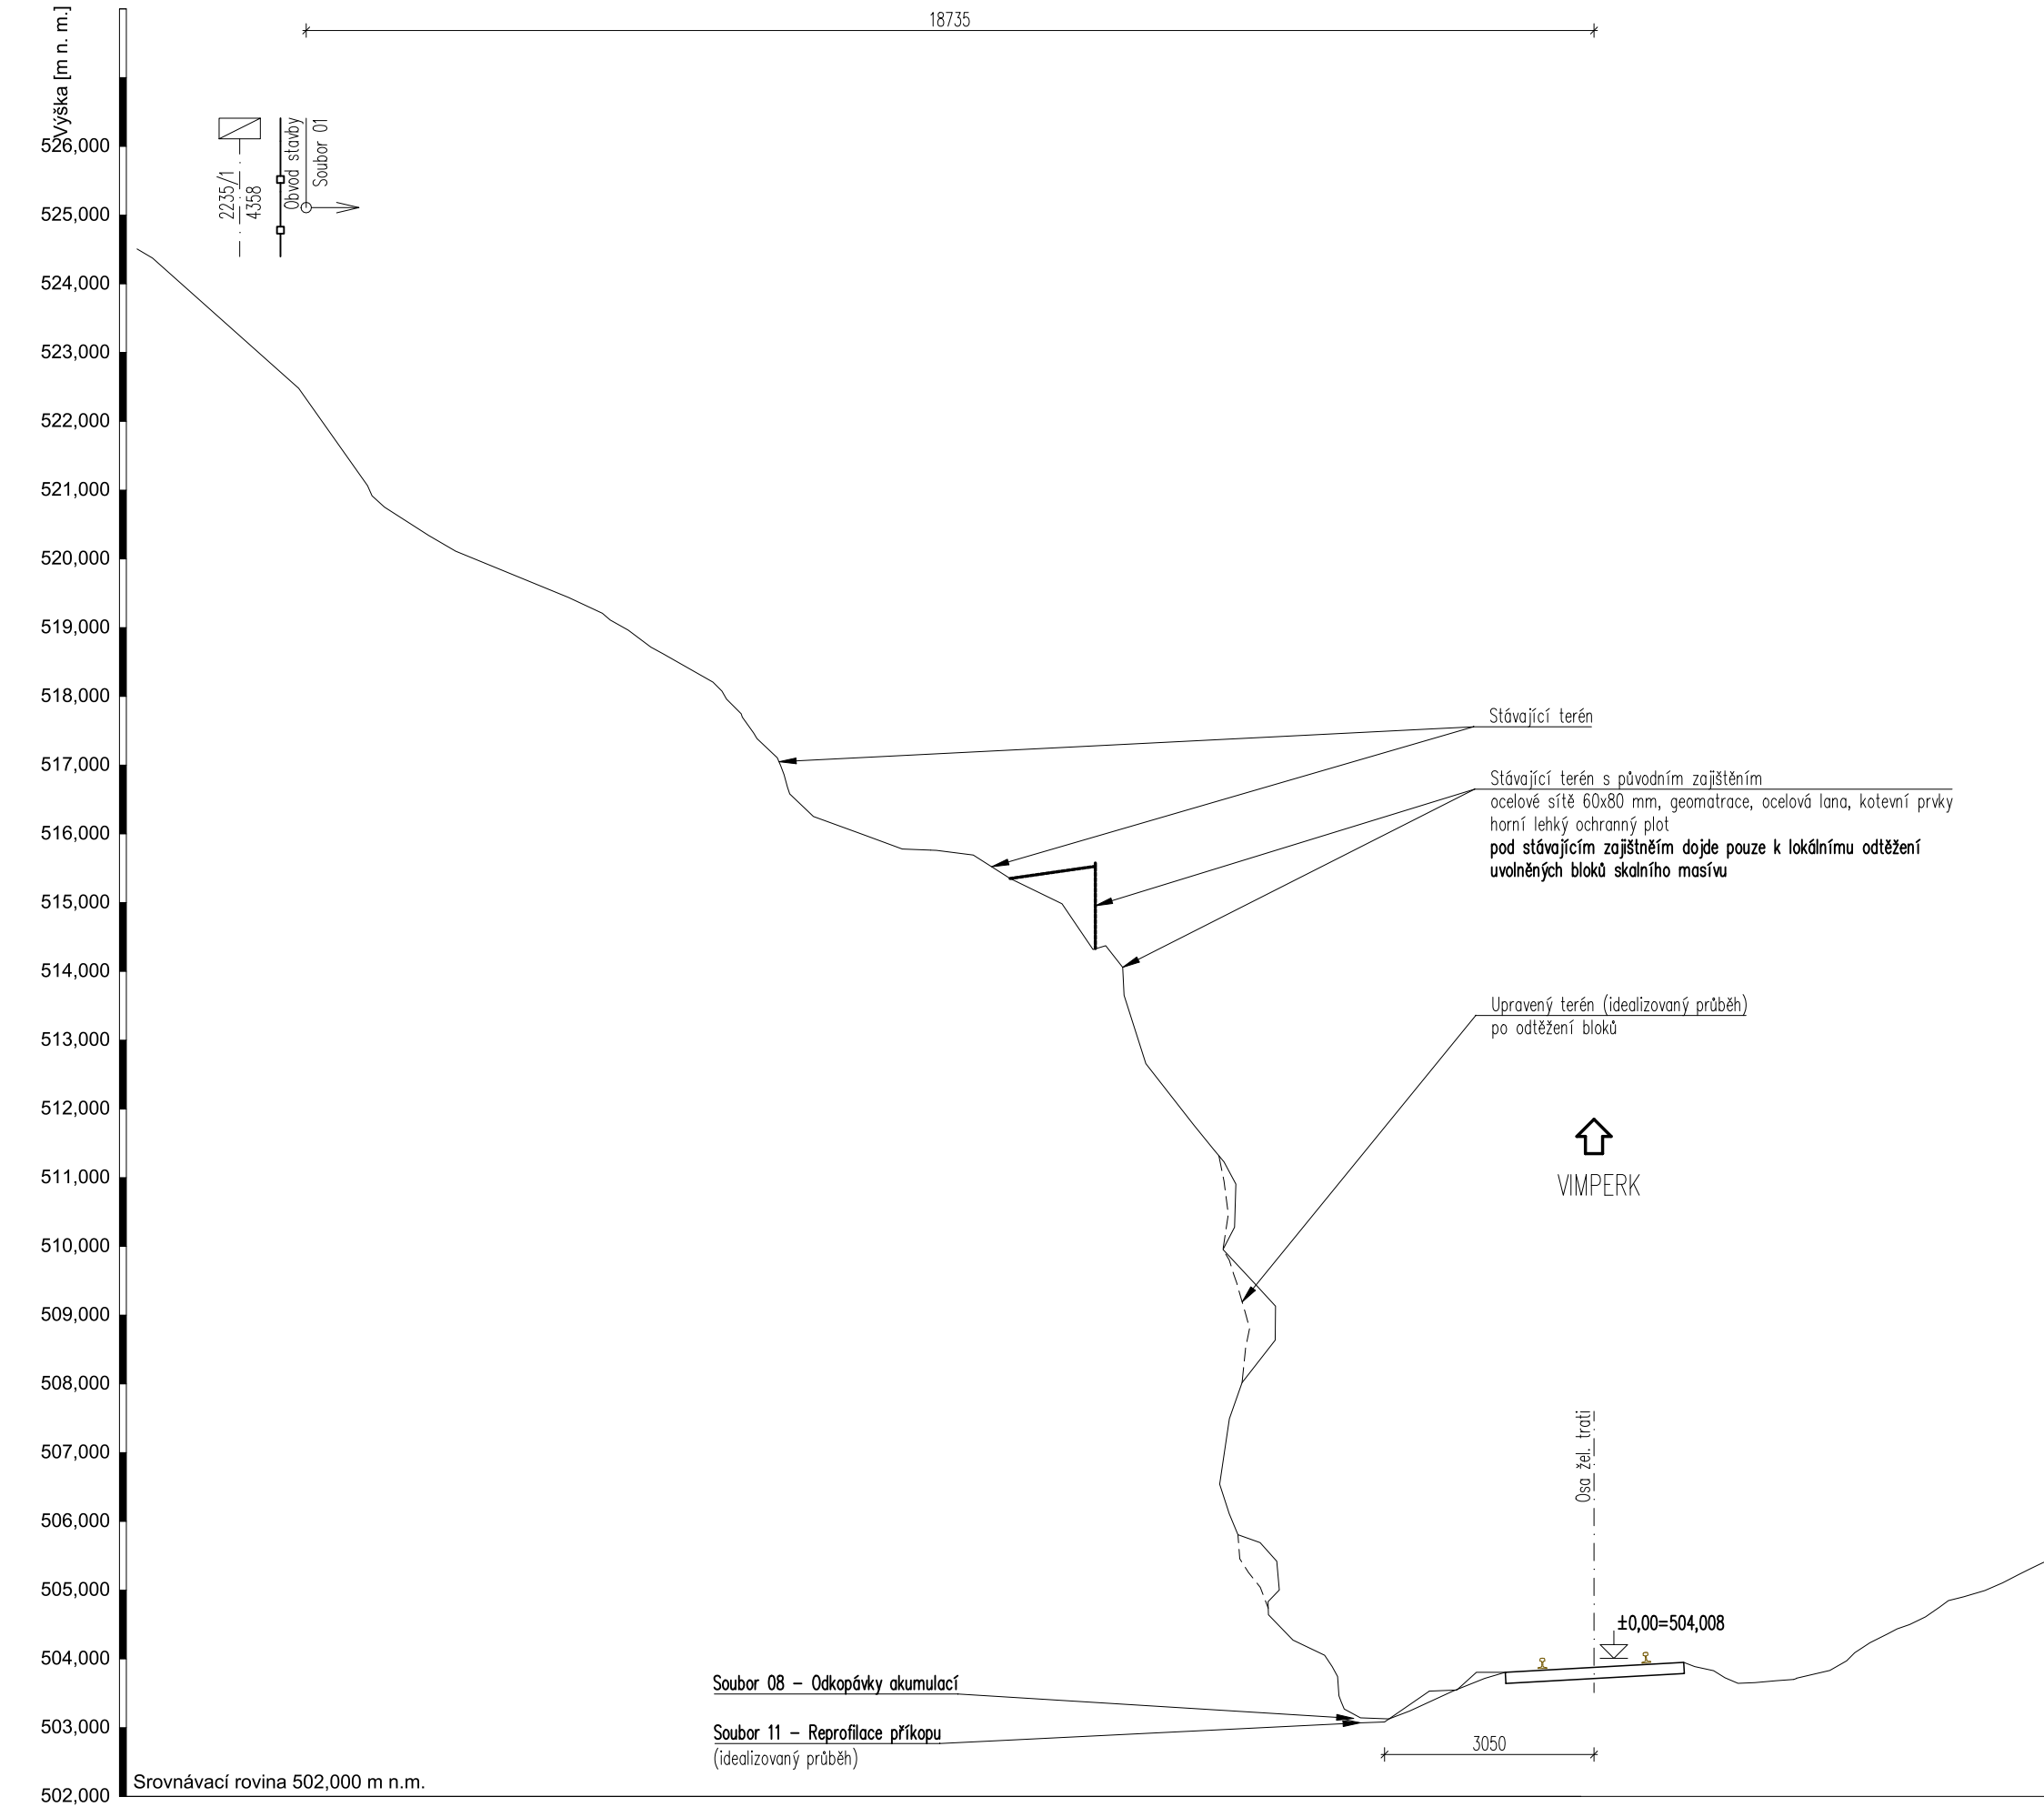 18735
Výška [m n. m.]
526,000
525,000
524,000
523,000
522,000
521,000
520,000
519,000
518,000
517,000
516,000
515,000
514,000
513,000
512,000
511,000
510,000
509,000
508,000
507,000
506,000
505,000
504,000
503,000
502,000
2235/1
4358
Obvod stavby
Soubor 01
Stávající terén
Stávající terén s původním zajištěním
ocelové sítě 60x80 mm, geomatrace, ocelová lana, kotevní prvky
horní lehký ochranný plot
pod stávajícím zajištněím dojde pouze k lokálnímu odtěžení
uvolněných bloků skalního masívu
Upravený terén (idealizovaný průběh)
po odtěžení bloků
VIMPERK
Osa žel. trati
±0,00=504,008
Soubor 08 – Odkopávky akumulací
Soubor 11 – Reprofilace příkopu
(idealizovaný průběh)
3050
Srovnávací rovina 502,000 m n.m.